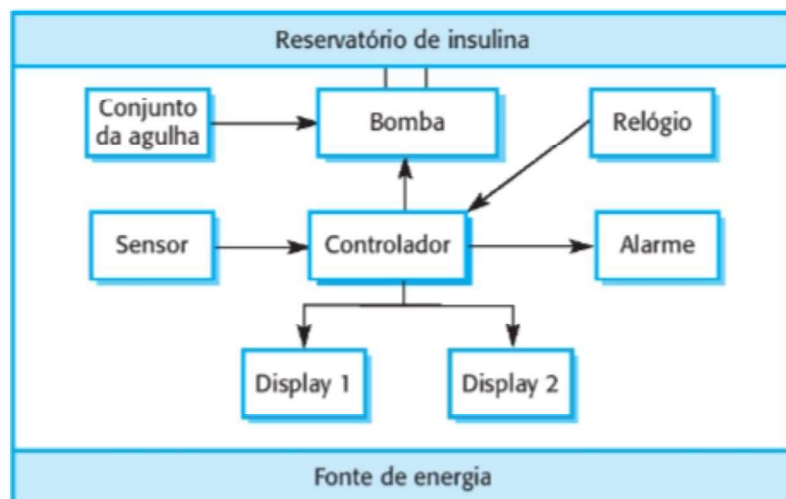 Reservatório de insulina
Conjunto
da agulha
Bomba
Relógio
Sensor
Controlador
Alarme
Display 1
Display 2
Fonte de energia